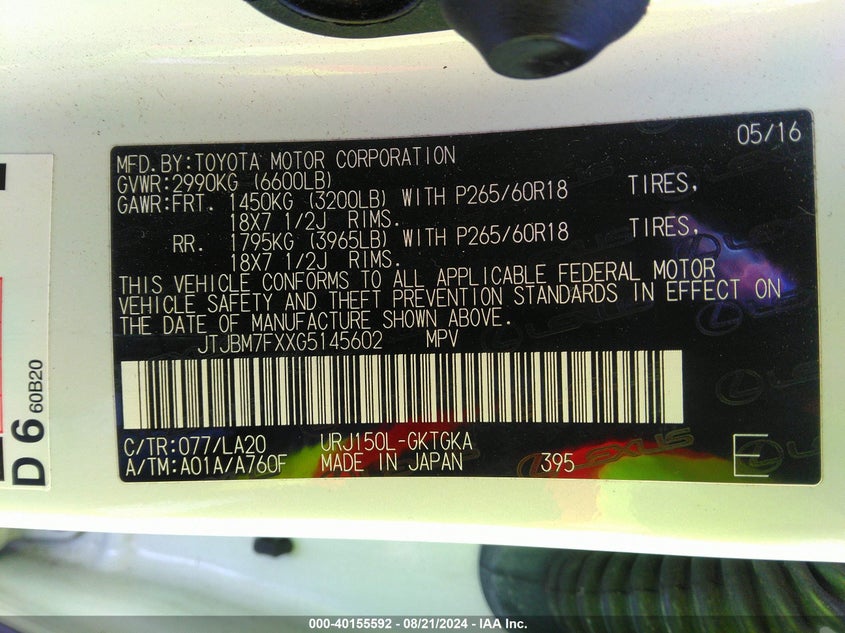 05/16
MFD.BY:TOYOTA MOTOR CORPORATION
GVWR:2990KG (6600LB)
GAWR:FRT. 1450KG (3200LB) WITH P265/60R18 TIRES,
18X7 1/2J RIMS.
RR. 1795KG (3965LB) WITH P265/60R18 TIRES,
18X7 1/2J RIMS.
THIS VEHICLE CONFORMS TO ALL APPLICABLE FEDERAL MOTOR
VEHICLE SAFETY AND THEFT PREVENTION STANDARDS IN EFFECT ON
THE DATE OF MANUFACTURE SHOWN ABOVE.
JTJBM7FXXG5145602 MPV
C/TR:077/LA20 URJ150L-GKTGKA
A/TM:A01A/A760F MADE IN JAPAN 395 E
LEXUS
D 6 60B20
000-40155592 - 08/21/2024 - IAA Inc.